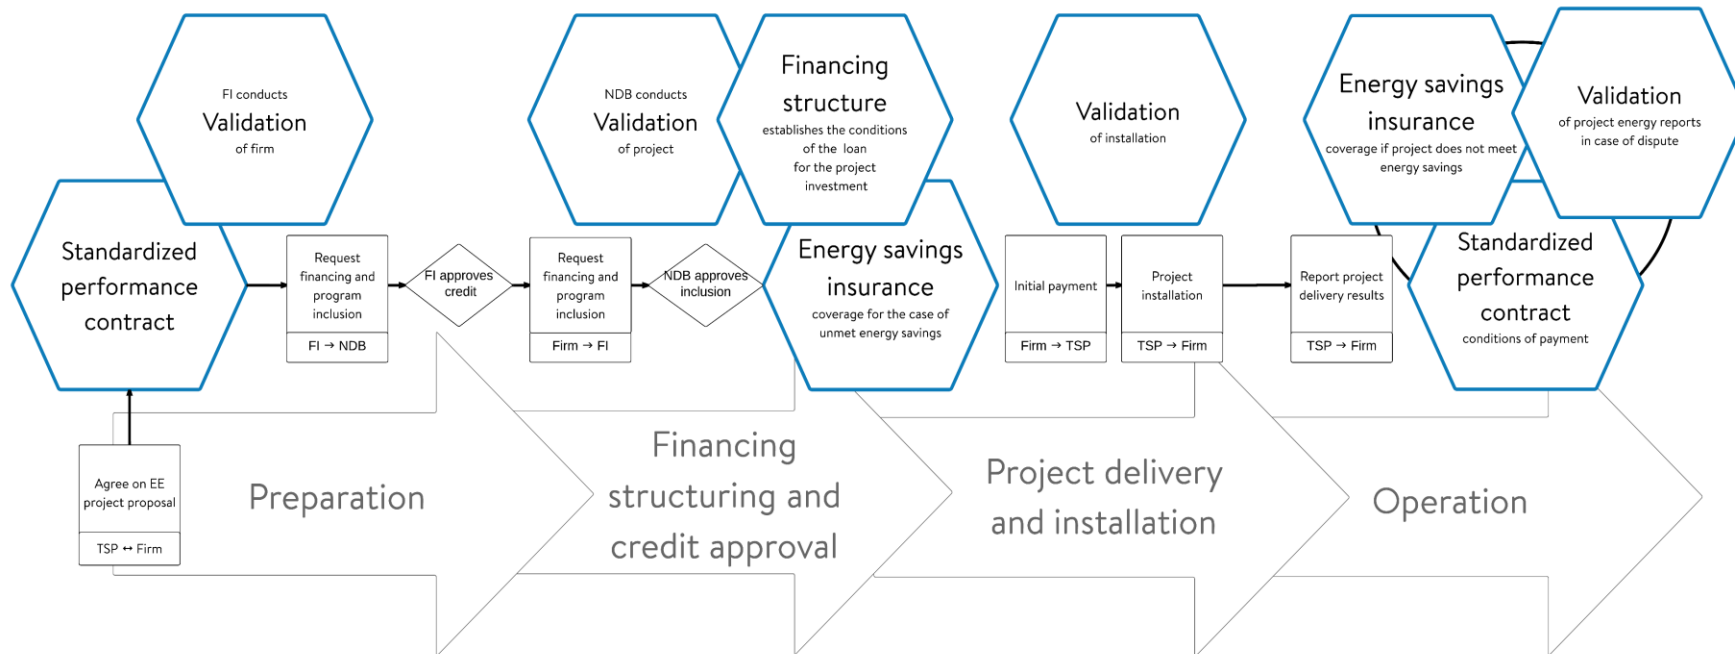 FI conducts
Validation
of firm
NDB conducts
Validation
of project
Financing
structure
establishes the conditions
of the loan
for the project
investment
Validation
of installation
Energy savings
insurance
coverage if project does not meet
energy savings
Validation
of project energy reports
in case of dispute
Standardized
performance
contract
Request
financing and
program
inclusion
FI → NDB
FI approves
credit
Request
financing and
program
inclusion
Firm → FI
NDB approves
inclusion
Energy savings
insurance
coverage for the case of
unmet energy savings
Initial payment
Firm → TSP
Project
installation
TSP → Firm
Report project
delivery results
TSP → Firm
Standardized
performance
contract
conditions of payment
Agree on EE
project proposal
TSP ↔ Firm
Preparation
Financing
structuring and
credit approval
Project delivery
and installation
Operation